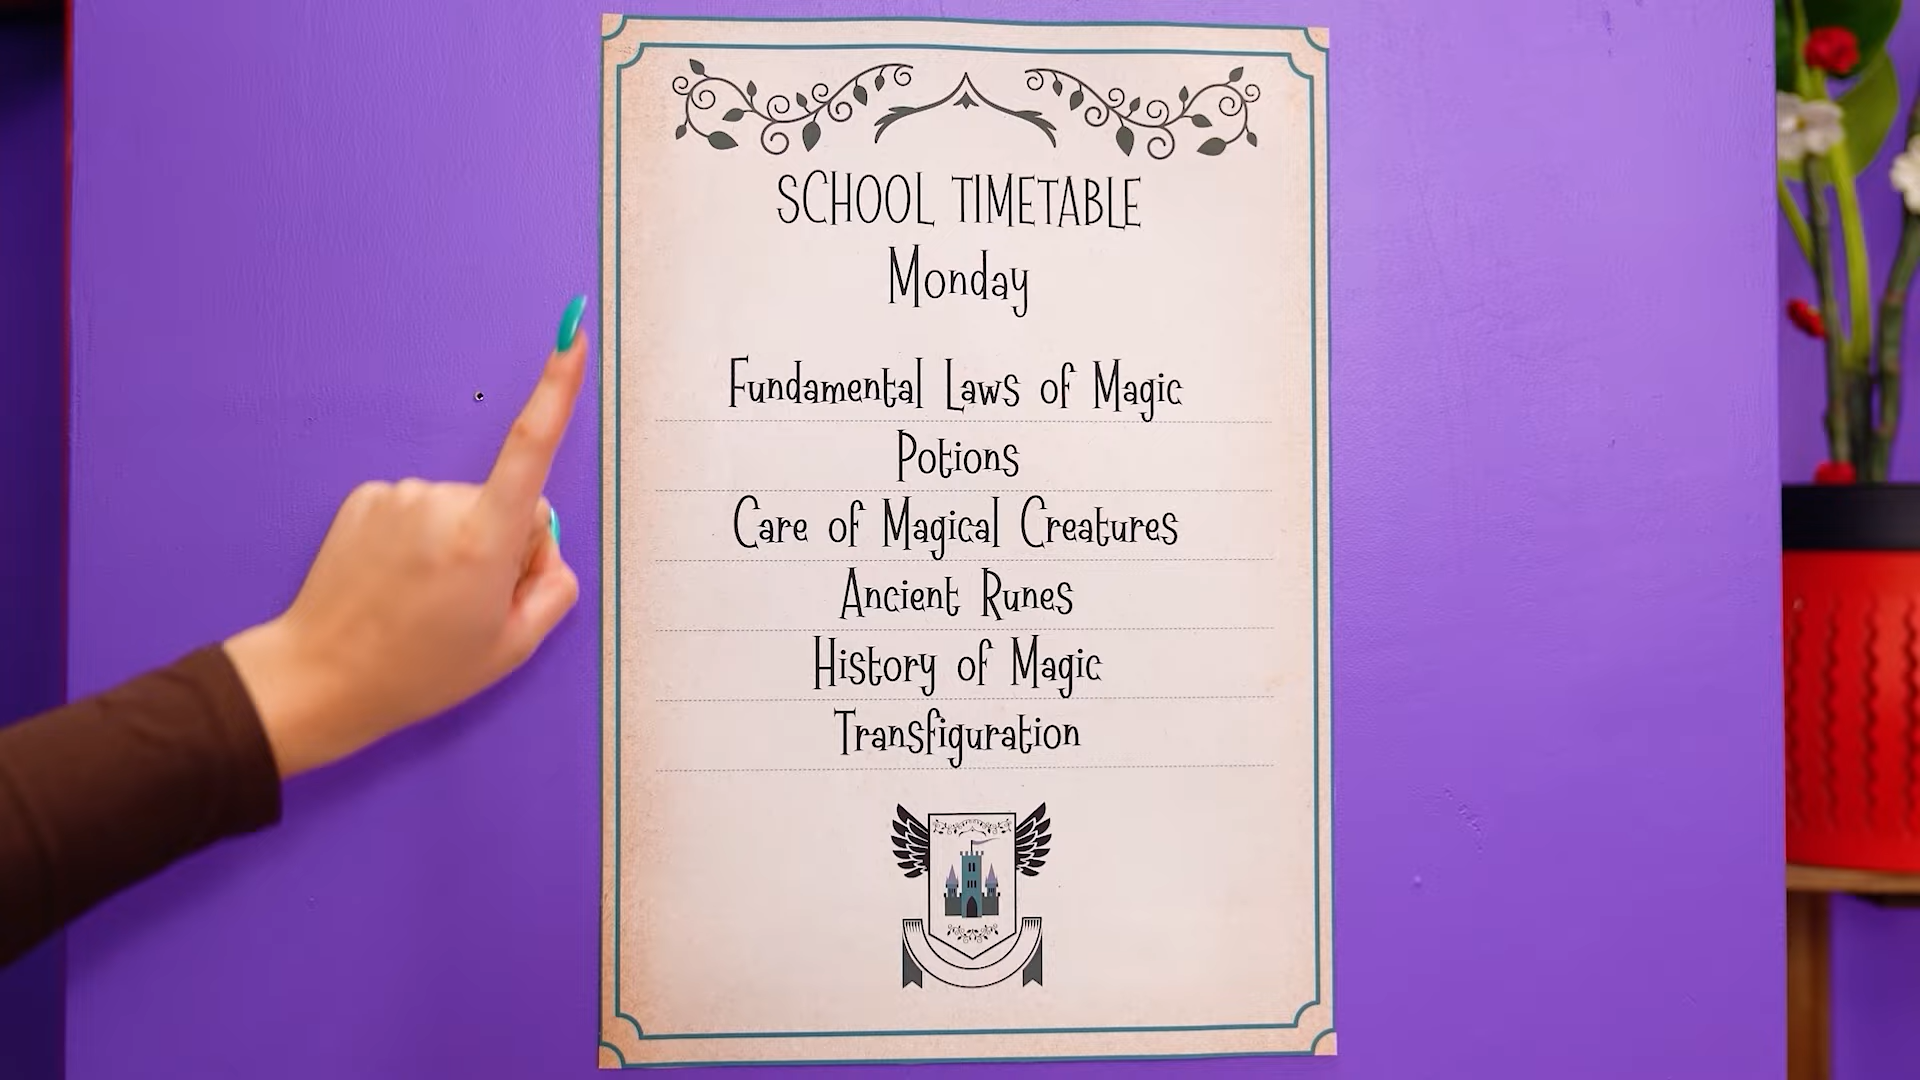 SCHOOL TIMETABLE
Monday
Fundamental Laws of Magic
Potions
Care of Magical Creatures
Ancient Runes
History of Magic
Transfiguration